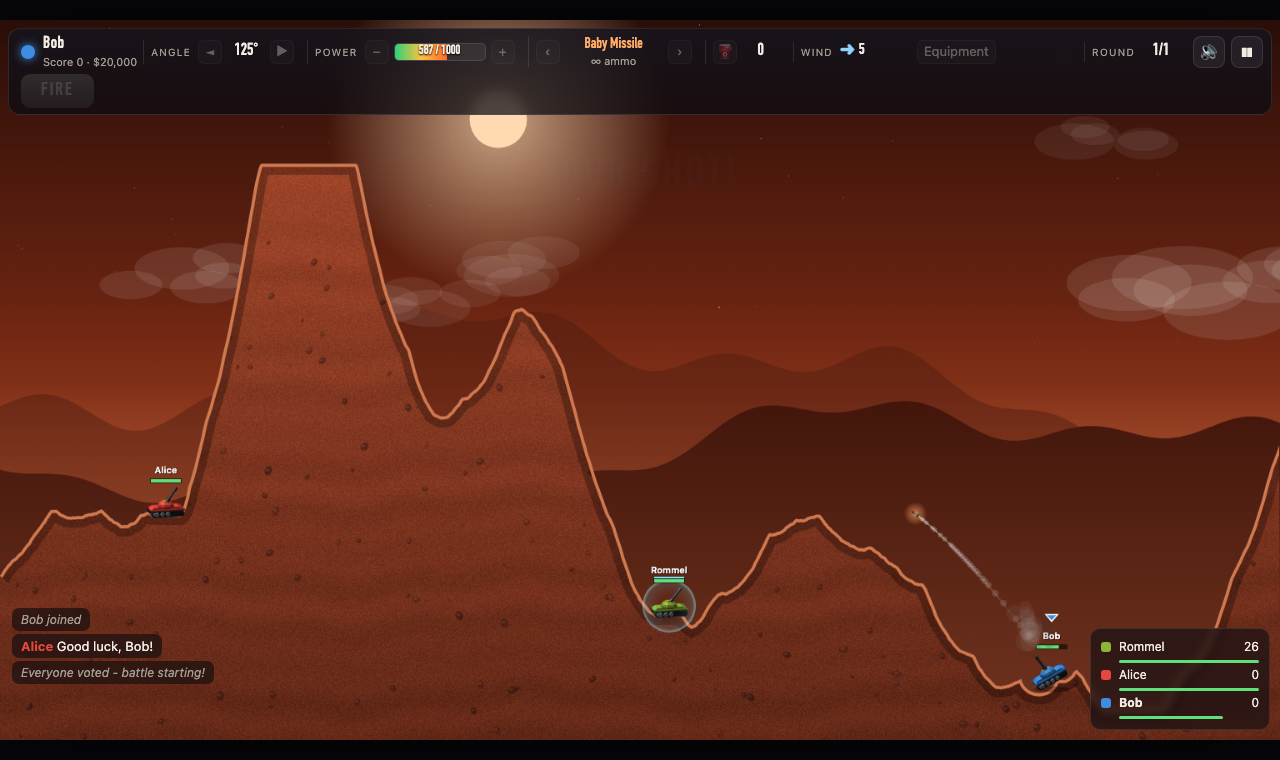 Bob
Score 0 · $20,000
ANGLE
◄
125°
▶
POWER
−
587 / 1000
+
‹
Baby Missile
∞ ammo
›
0
WIND
5
Equipment
ROUND
1/1
FIRE
Alice
Rommel
Bob
Bob joined
Alice Good luck, Bob!
Everyone voted - battle starting!
Rommel 26
Alice 0
Bob 0